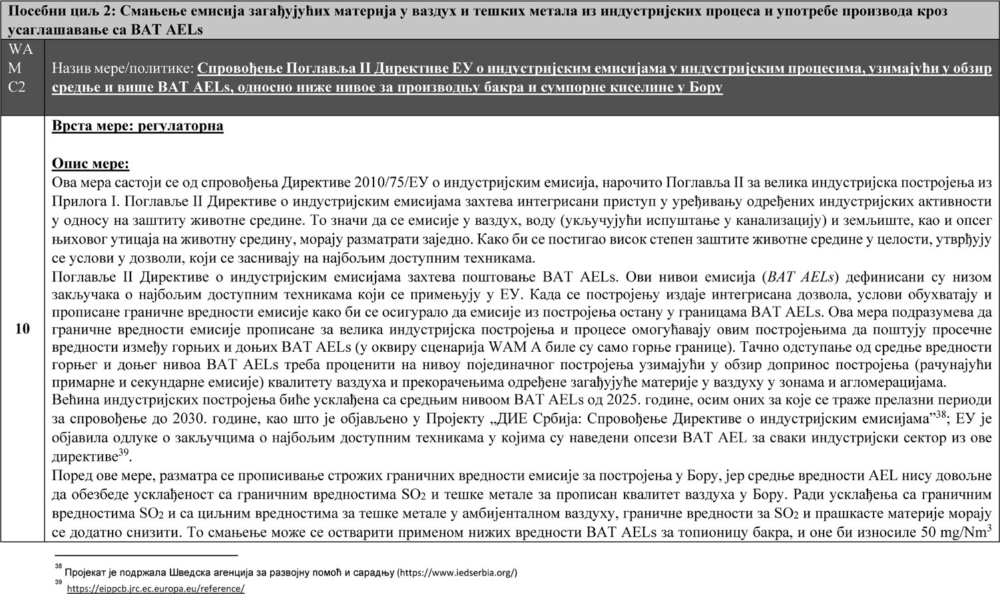 Посебни циљ 2: Смањење емисија загађујућих материја у ваздух и тешких метала из индустријских процеса и употребе производа кроз
усаглашавање са BAT AELs
WA
M
C2
Назив мере/политике: Спровођење Поглавља II Директиве ЕУ о индустријским емисијама у индустријским процесима, узимајући у обзир
средње и више BAT AELs, односно ниже нивое за производњу бакра и сумпорне киселине у Бору
10
Врста мере: регулаторна
Опис мере:
Ова мера састоји се од спровођења Директиве 2010/75/ЕУ о индустријским емисија, нарочито Поглавља II за велика индустријска постројења из
Прилога I. Поглавље II Директиве о индустријским емисијама захтева интегрисани приступ у уређивању одређених индустријских активности
у односу на заштиту животне средине. То значи да се емисије у ваздух, воду (укључујући испуштање у канализацију) и земљиште, као и опсег
њиховог утицаја на животну средину, морају разматрати заједно. Како би се постигао висок степен заштите животне средине у целости, утврђују
се услови у дозволи, који се заснивају на најбољим доступним техникама.
Поглавље II Директиве о индустријским емисијама захтева поштовање BAT AELs. Ови нивои емисија (BAT AELs) дефинисани су низом
закључака о најбољим доступним техникама који се примењују у ЕУ. Када се постројењу издаје интегрисана дозвола, услови обухватају и
прописане граничне вредности емисије како би се осигурало да емисије из постројења остану у границама BAT AELs. Ова мера подразумева да
граничне вредности емисије прописане за велика индустријска постројења и процесе омогућавају овим постројењима да поштују просечне
вредности између горњих и доњих BAT AELs (у оквиру сценарија WAM A биле су само горње границе). Тачно одступање од средње вредности
горњег и доњег нивоа BAT AELs треба проценити на нивоу појединачног постројења узимајући у обзир допринос постројења (рачунајући
примарне и секундарне емисије) квалитету ваздуха и прекорачењима одређене загађујуће материје у ваздуху у зонама и агломерацијама.
Већина индустријских постројења биће усклађена са средњим нивоом BAT AELs од 2025. године, осим оних за које се траже прелазни периоди
за спровођење до 2030. године, као што је објављено у Пројекту „ДИЕ Србија: Спровођење Директиве о индустријским емисијама”³⁸; ЕУ је
објавила одлуке о закључцима о најбољим доступним техникама у којима су наведени опсези BAT AEL за сваки индустријски сектор из ове
директиве³⁹.
Поред ове мере, разматра се прописивање строжих граничних вредности емисије за постројења у Бору, јер средње вредности AEL нису довољне
да обезбеде усклађеност са граничним вредностима SO₂ и тешке метале за прописан квалитет ваздуха у Бору. Ради усклађења са граничним
вредностима SO₂ и са циљним вредностима за тешке метале у амбијенталном ваздуху, граничне вредности за SO₂ и прашкасте материје морају
се додатно снизити. То смањење може се остварити применом нижих вредности BAT AELs за топионицу бакра, и оне би износиле 50 mg/Nm³
³⁸ Пројекат је подржала Шведска агенција за развојну помоћ и сарадњу (https://www.iedserbia.org/)
³⁹ https://eippcb.jrc.ec.europa.eu/reference/